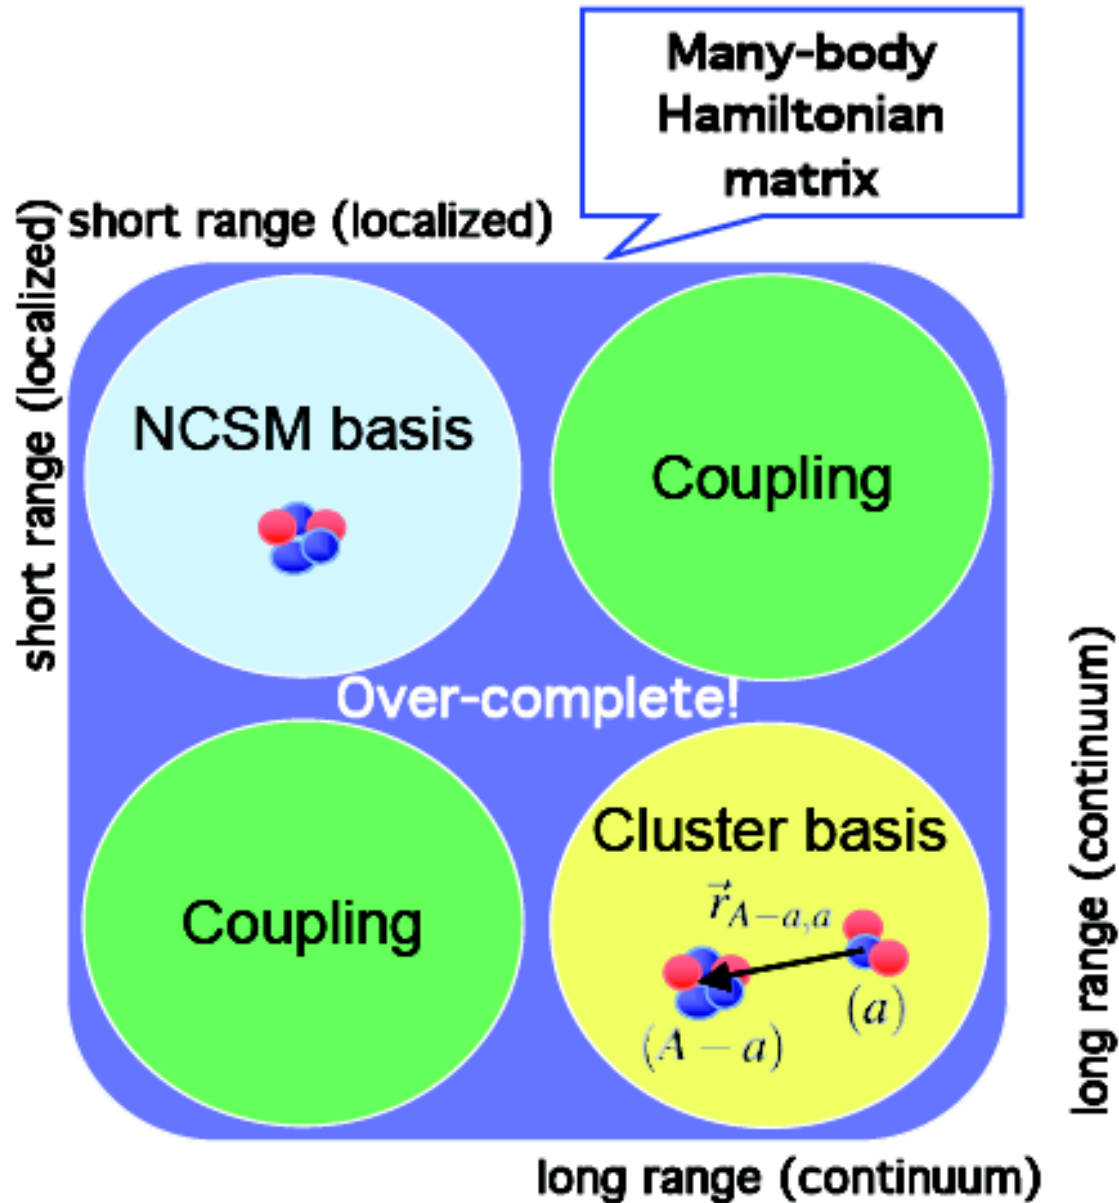 Many-body
Hamiltonian
matrix
short range (localized)
short range (localized)
NCSM basis
Coupling
Over-complete!
Coupling
Cluster basis
$\vec{r}_{A-a,a}$
(a)
(A − a)
long range (continuum)
long range (continuum)